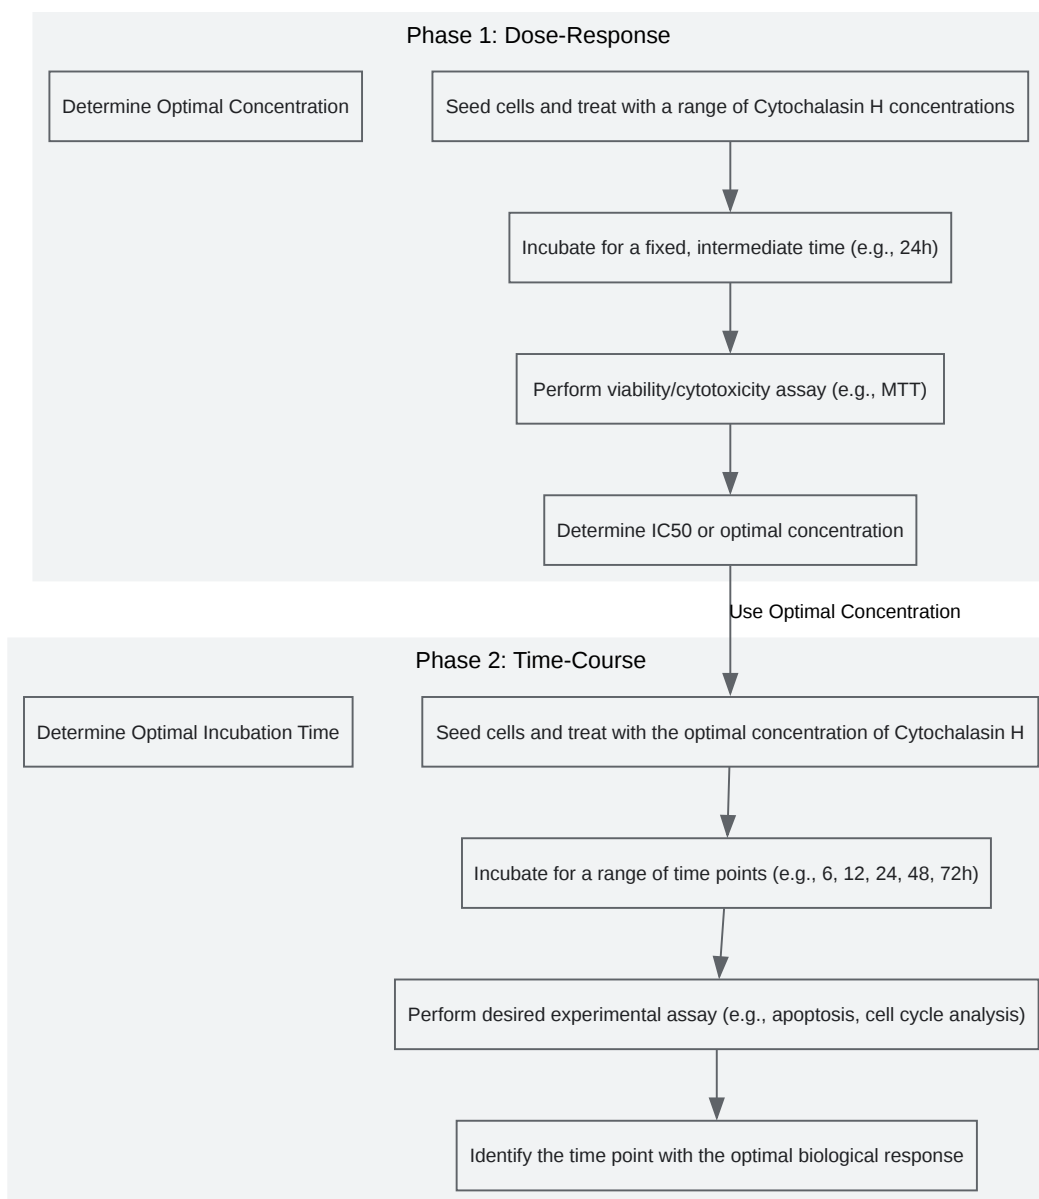 Phase 1: Dose-Response
Determine Optimal Concentration
Seed cells and treat with a range of Cytochalasin H concentrations
Incubate for a fixed, intermediate time (e.g., 24h)
Perform viability/cytotoxicity assay (e.g., MTT)
Determine IC50 or optimal concentration
Use Optimal Concentration
Phase 2: Time-Course
Determine Optimal Incubation Time
Seed cells and treat with the optimal concentration of Cytochalasin H
Incubate for a range of time points (e.g., 6, 12, 24, 48, 72h)
Perform desired experimental assay (e.g., apoptosis, cell cycle analysis)
Identify the time point with the optimal biological response